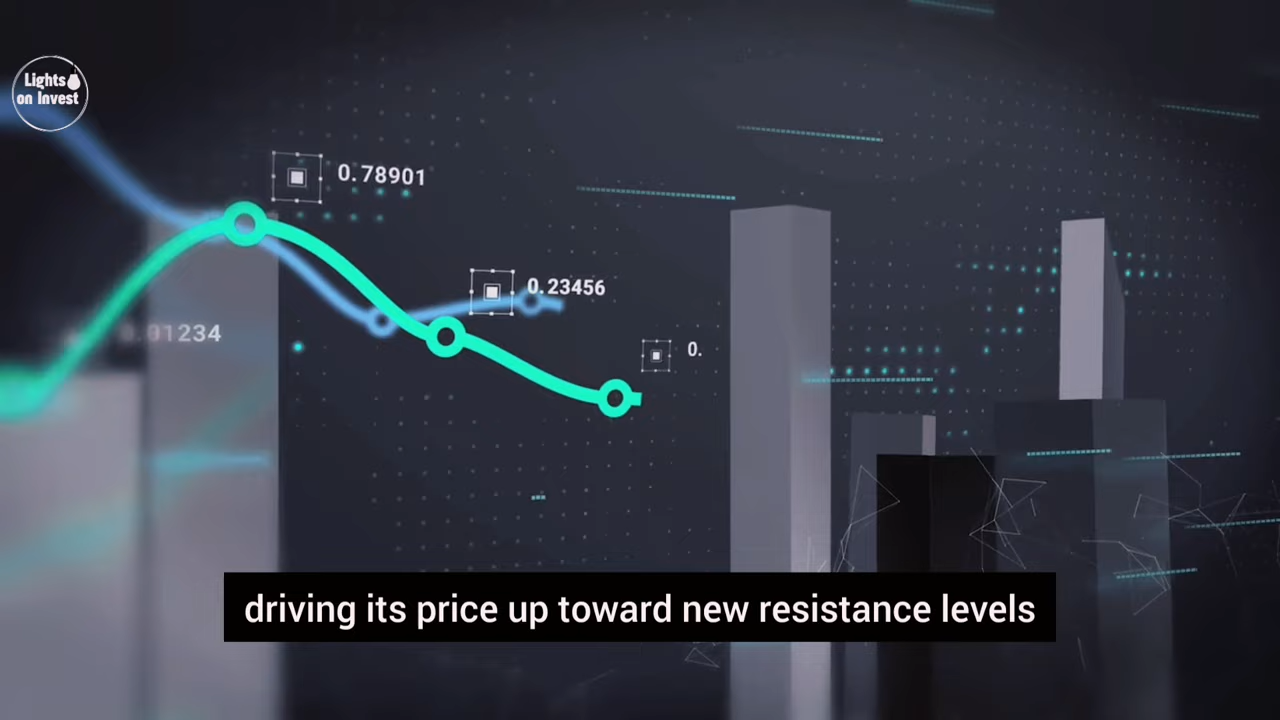 Lights
on Invest
0.78901
0.23456
0.
driving its price up toward new resistance levels